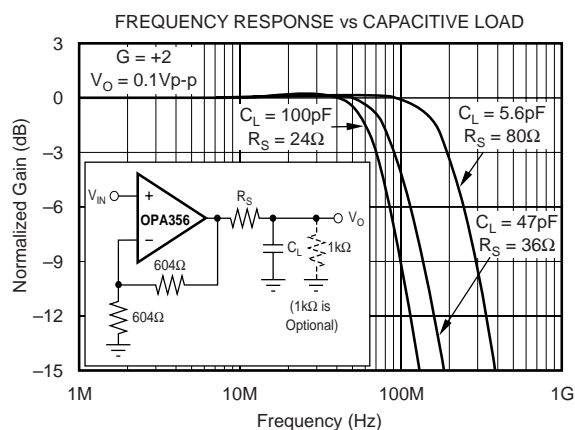 FREQUENCY RESPONSE vs CAPACITIVE LOAD
3
0
–3
–6
–9
–12
–15
Normalized Gain (dB)
G = +2
V_O = 0.1Vp-p
C_L = 100pF
R_S = 24Ω
C_L = 5.6pF
R_S = 80Ω
C_L = 47pF
R_S = 36Ω
V_IN
+
OPA356
–
R_S
V_O
C_L
1kΩ
604Ω
604Ω
(1kΩ is
Optional)
1M
10M
100M
1G
Frequency (Hz)